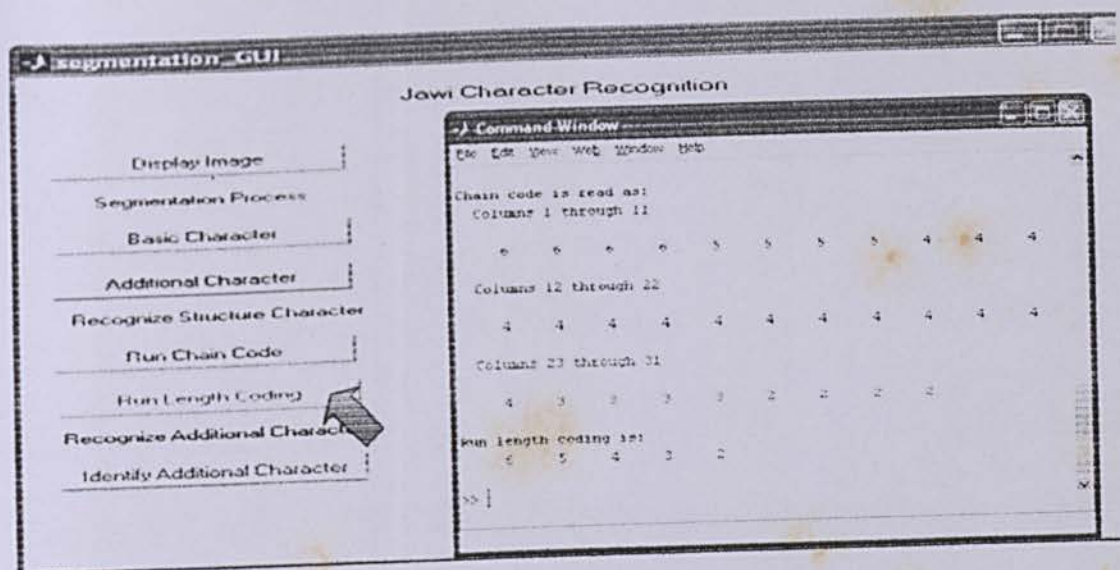 segmentation_GUI
Jawi Character Recognition
Display Image
Segmentation Process
Basic Character
Additional Character
Recognize Structure Character
Run Chain Code
Run Length Coding
Recognize Additional Charact
Identify Additional Character
Command Window
File Edit View Web Window Help
Chain code is read as:
Columns 1 through 11
6 6 6 6 5 5 5 5 4 4 4
Columns 12 through 22
4 4 4 4 4 4 4 4 4 4 4
Columns 23 through 31
4 3 3 3 3 2 2 2 2
Run length coding is:
6 5 4 3 2
>>